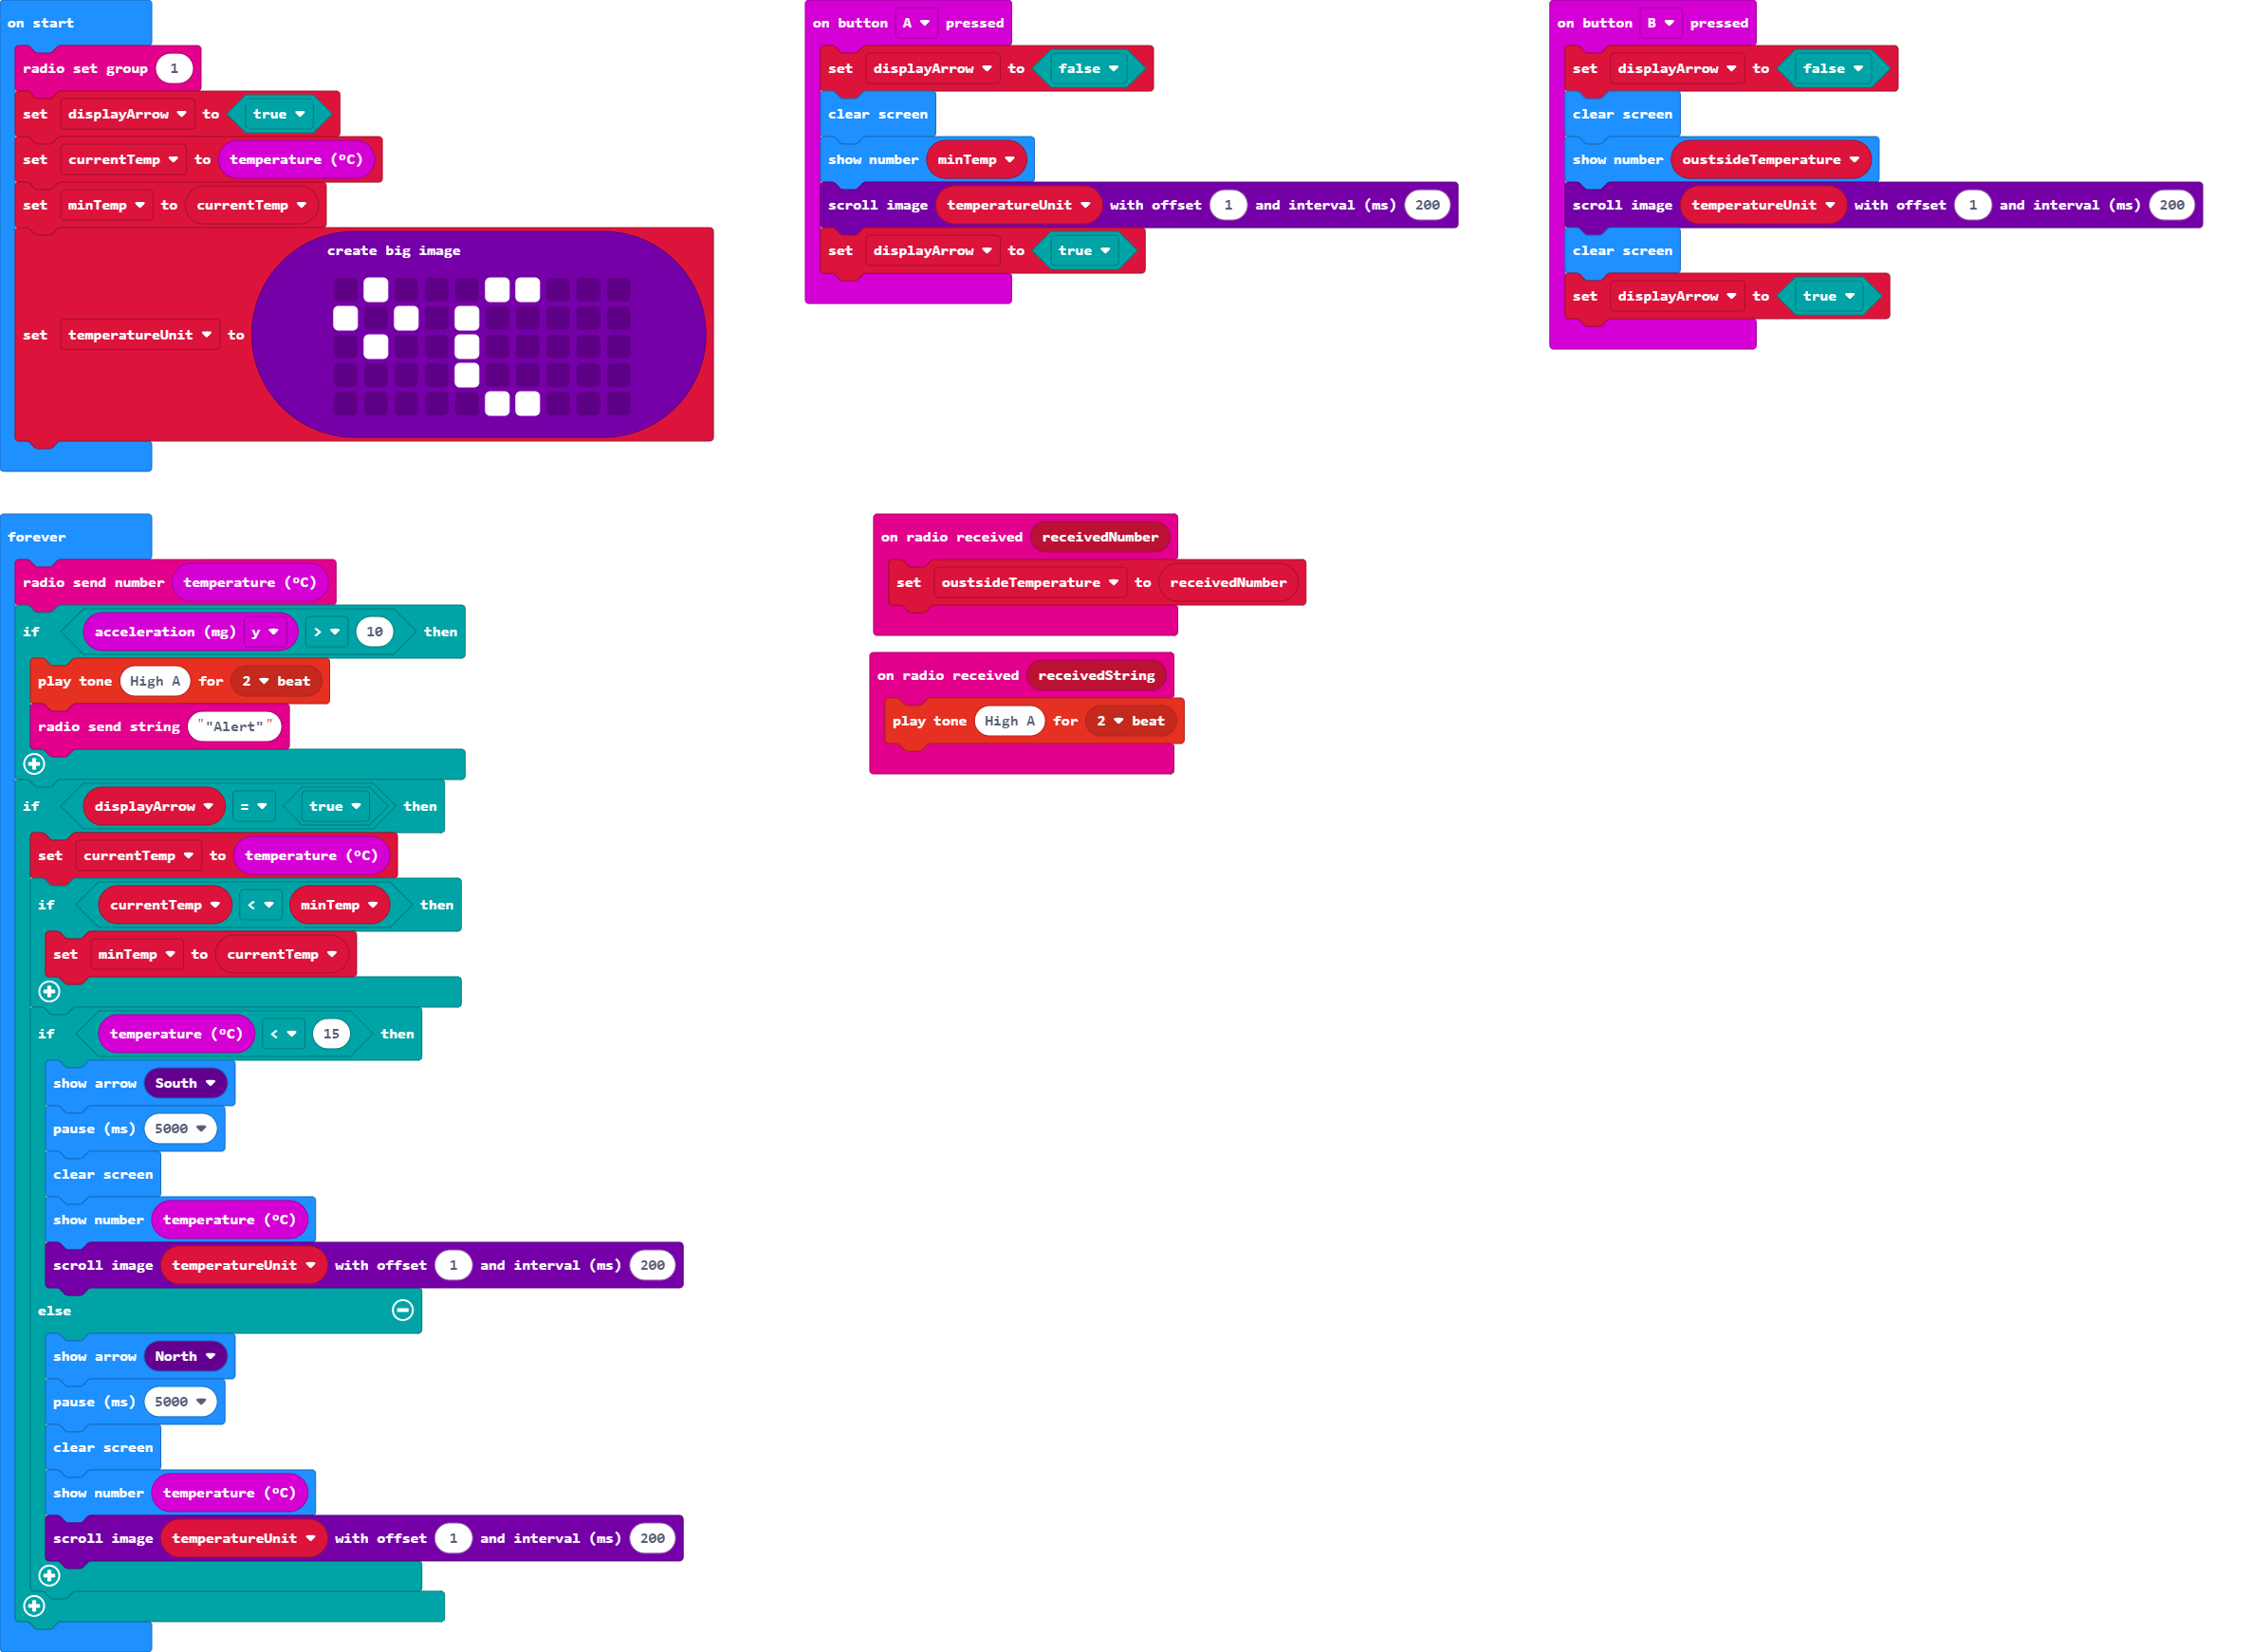 on start
radio set group 1
set displayArrow to true
set currentTemp to temperature (ºC)
set minTemp to currentTemp
create big image
set temperatureUnit to
on button A pressed
set displayArrow to false
clear screen
show number minTemp
scroll image temperatureUnit with offset 1 and interval (ms) 200
set displayArrow to true
on button B pressed
set displayArrow to false
clear screen
show number oustsideTemperature
scroll image temperatureUnit with offset 1 and interval (ms) 200
clear screen
set displayArrow to true
forever
radio send number temperature (ºC)
if acceleration (mg) y > 10 then
play tone High A for 2 beat
radio send string ""Alert""
if displayArrow = true then
set currentTemp to temperature (ºC)
if currentTemp < minTemp then
set minTemp to currentTemp
if temperature (ºC) < 15 then
show arrow South
pause (ms) 5000
clear screen
show number temperature (ºC)
scroll image temperatureUnit with offset 1 and interval (ms) 200
else
show arrow North
pause (ms) 5000
clear screen
show number temperature (ºC)
scroll image temperatureUnit with offset 1 and interval (ms) 200
on radio received receivedNumber
set oustsideTemperature to receivedNumber
on radio received receivedString
play tone High A for 2 beat